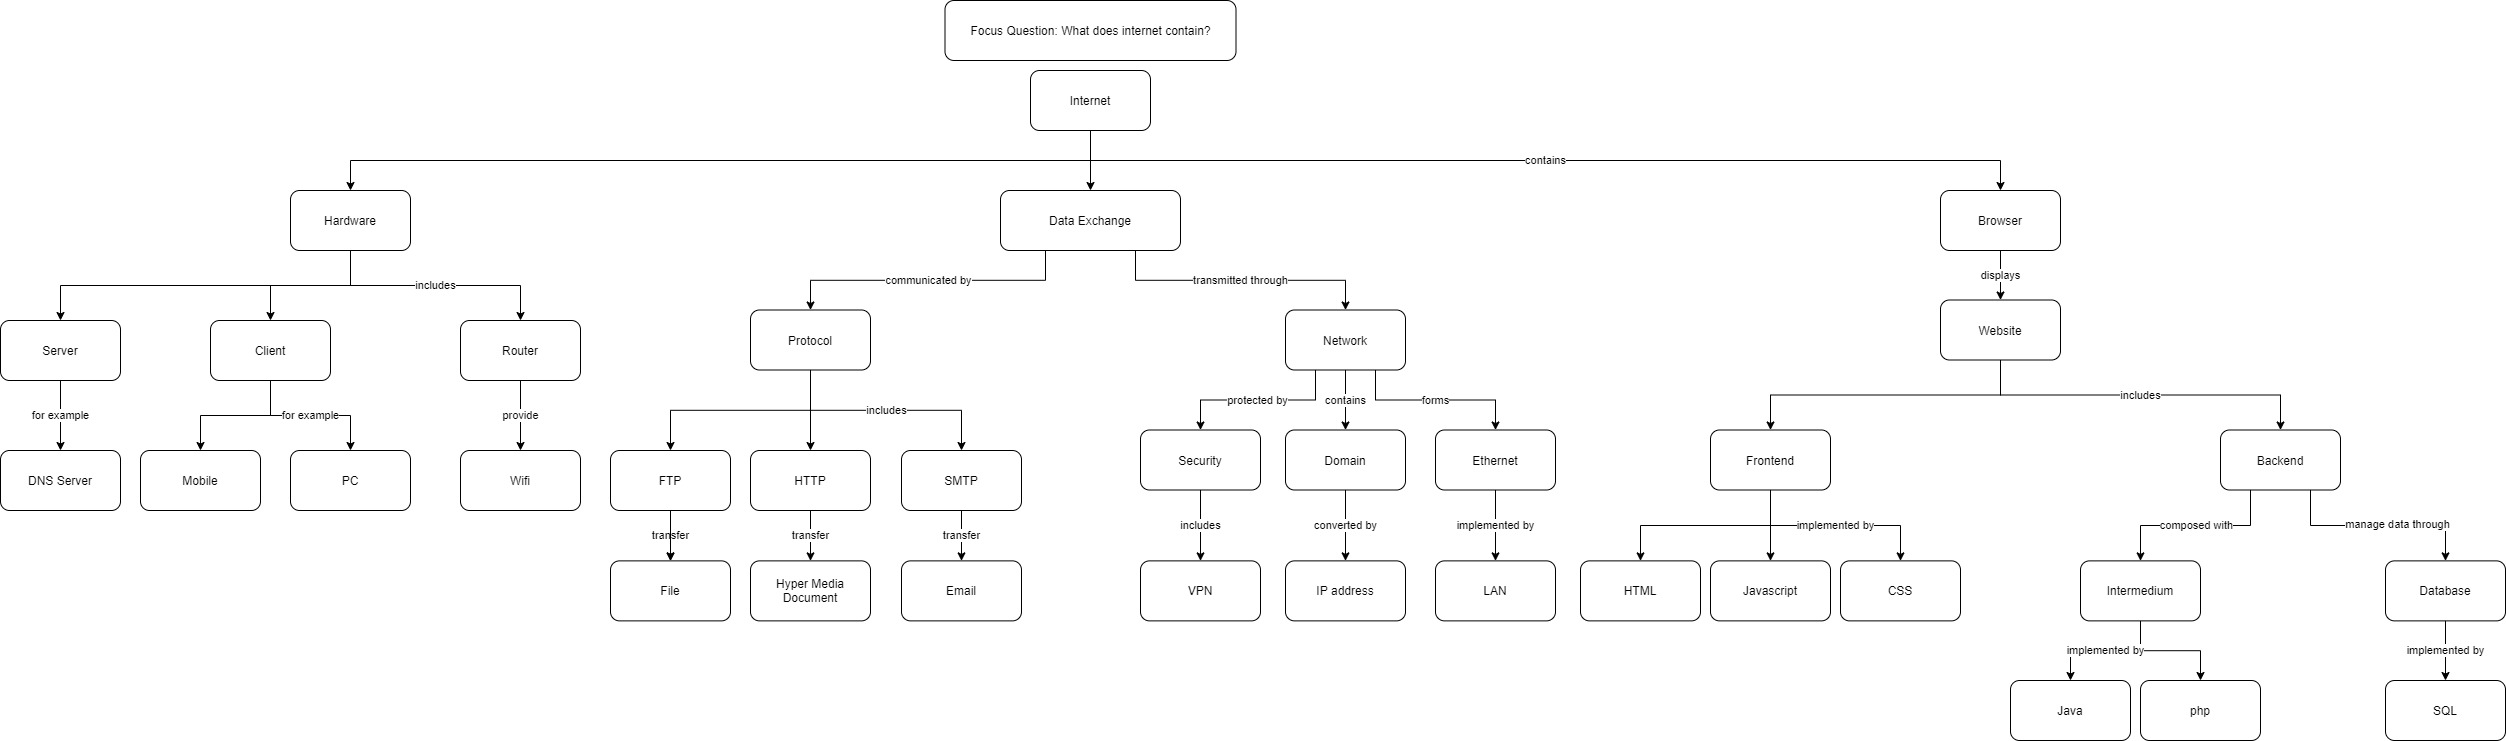 Focus Question: What does internet contain?
Internet
contains
Hardware
Data Exchange
Browser
includes
communicated by
transmitted through
displays
Server
Client
Router
Protocol
Network
Website
for example
for example
provide
includes
protected by
contains
forms
includes
DNS Server
Mobile
PC
Wifi
FTP
HTTP
SMTP
Security
Domain
Ethernet
Frontend
Backend
transfer
transfer
transfer
includes
converted by
implemented by
implemented by
composed with
manage data through
File
Hyper Media
Document
Email
VPN
IP address
LAN
HTML
Javascript
CSS
Intermedium
Database
implemented by
implemented by
Java
php
SQL